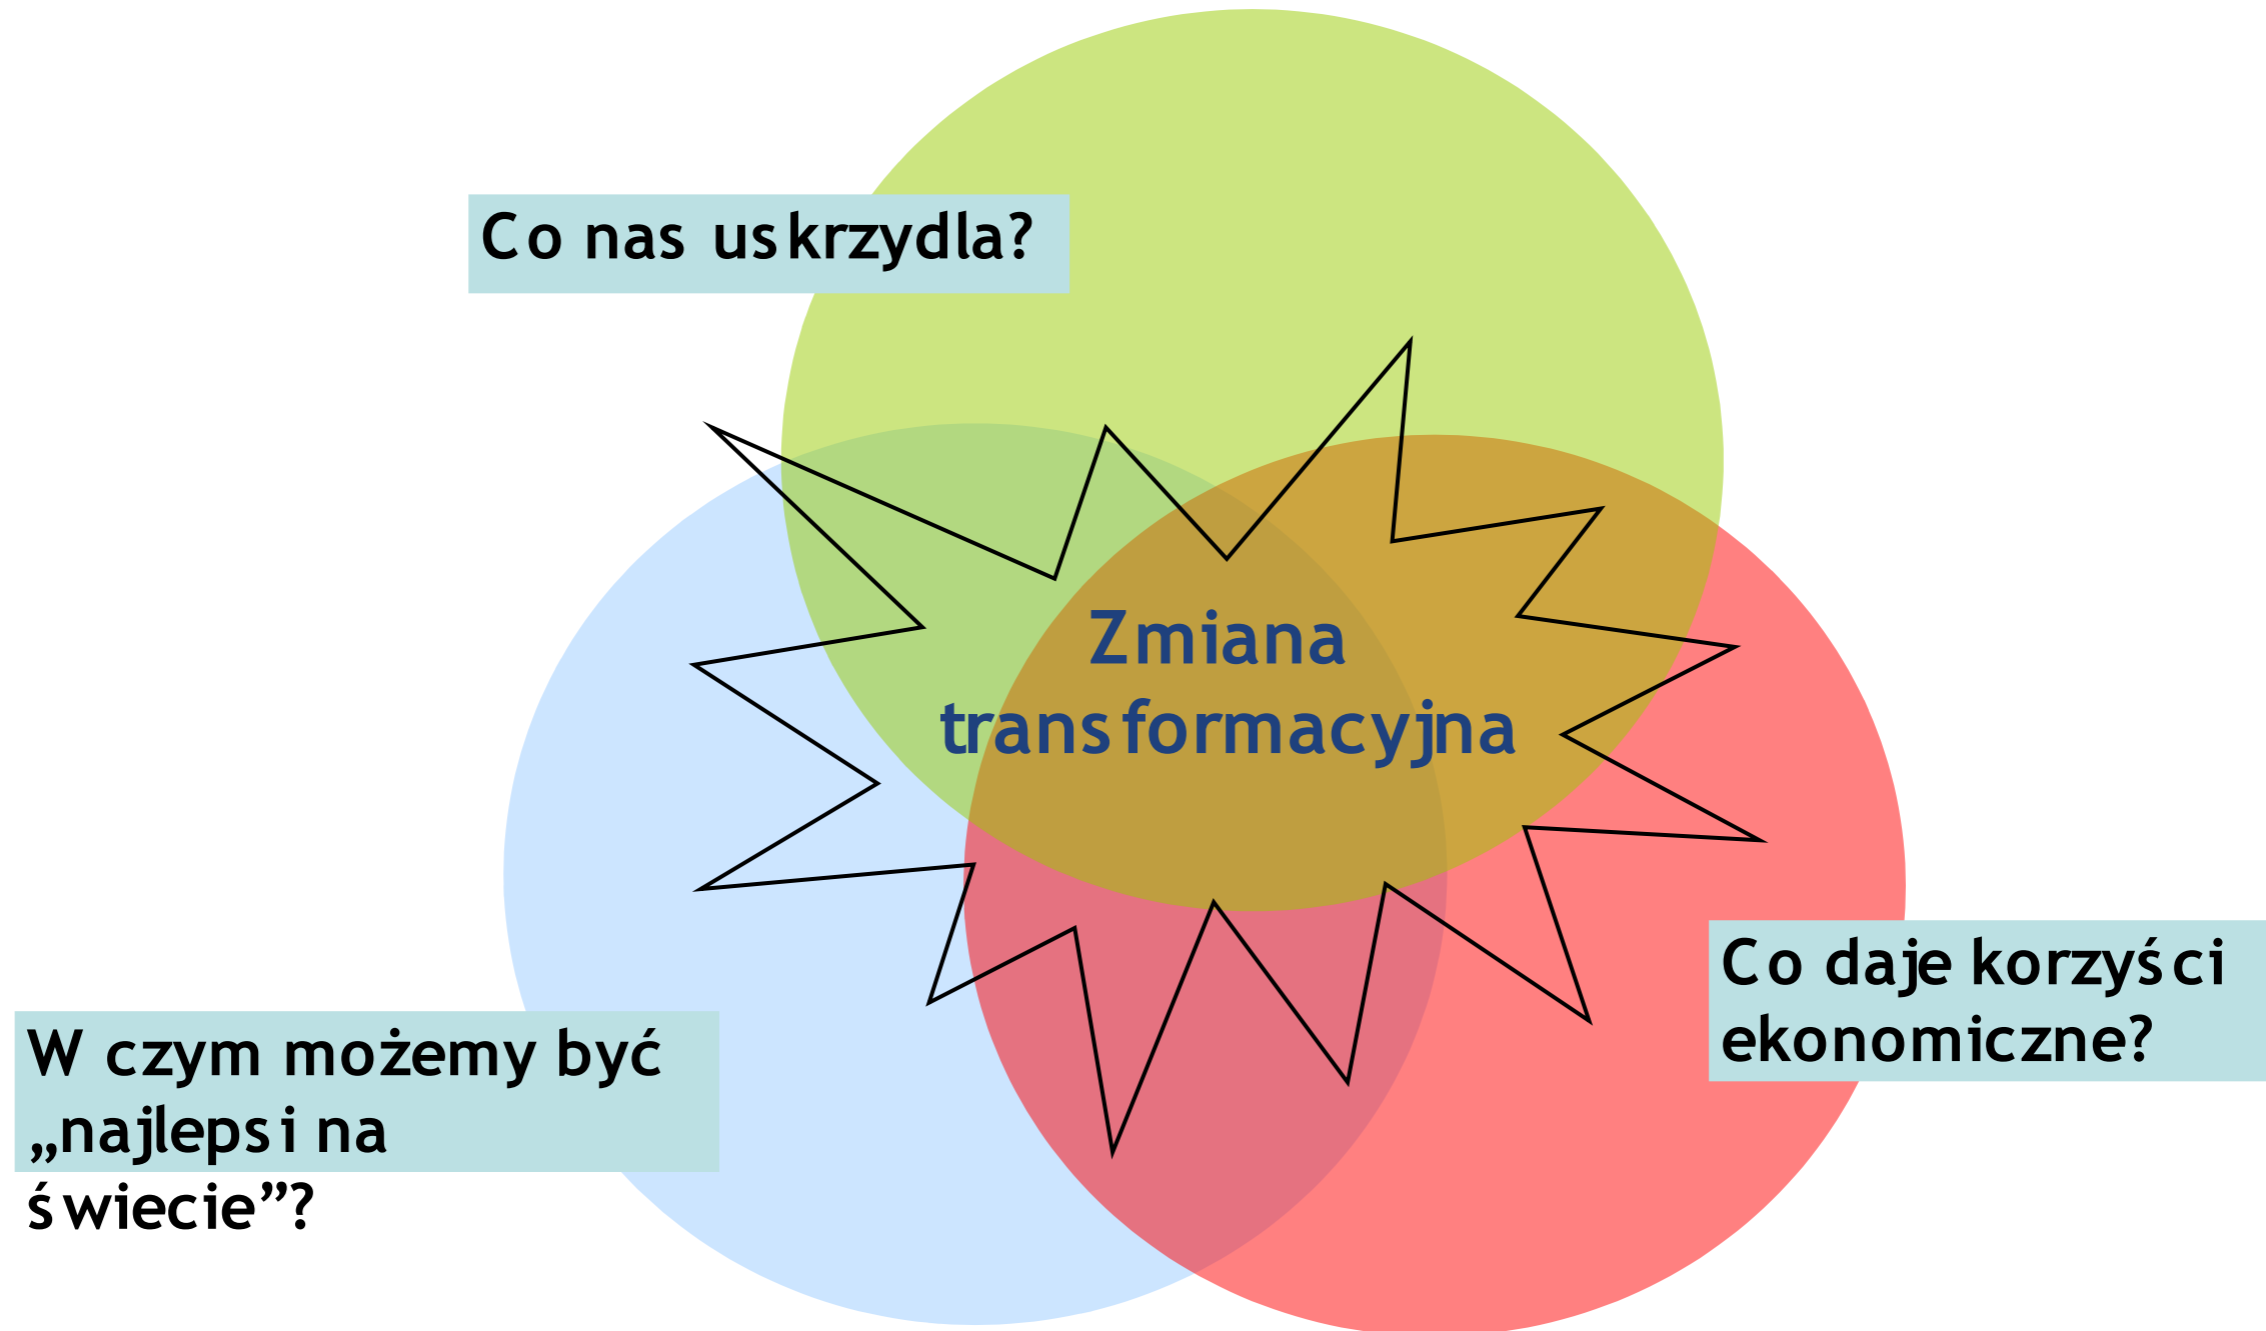 Co nas uskrzydla?
Zmiana
transformacyjna
Co daje korzyści
ekonomiczne?
W czym możemy być
„najlepsi na
świecie”?